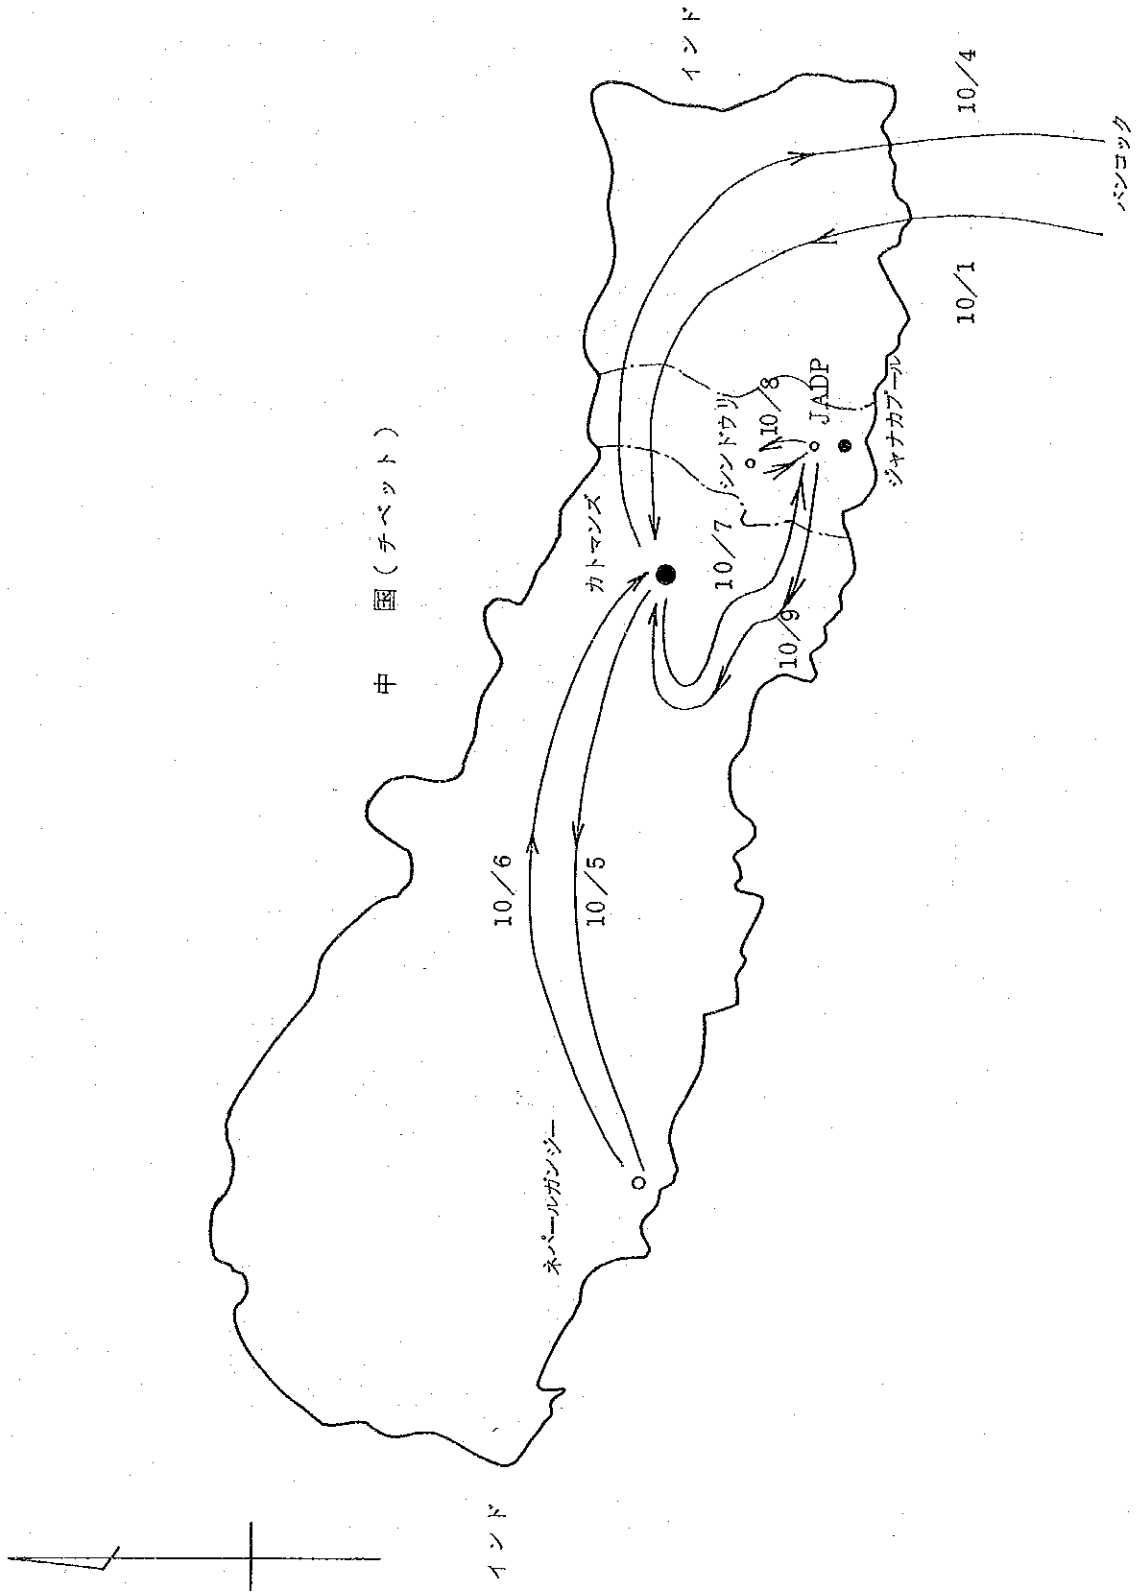 中国(チベット)
インド
インド
ネパールガンジー
10/6
10/5
カトマンズ
10/7
10/9
シンドウリ
10/8
JADP
ジャナカプール
10/1
10/4
バンコック